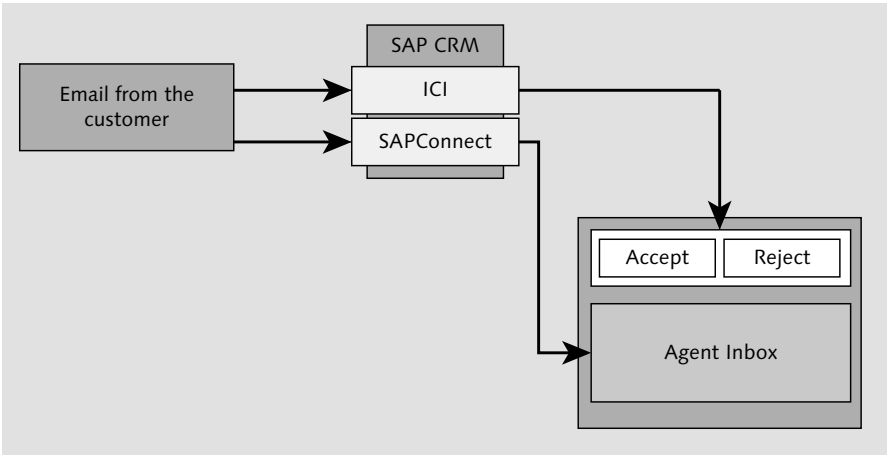 SAP CRM
Email from the
customer
ICI
SAPConnect
Accept
Reject
Agent Inbox